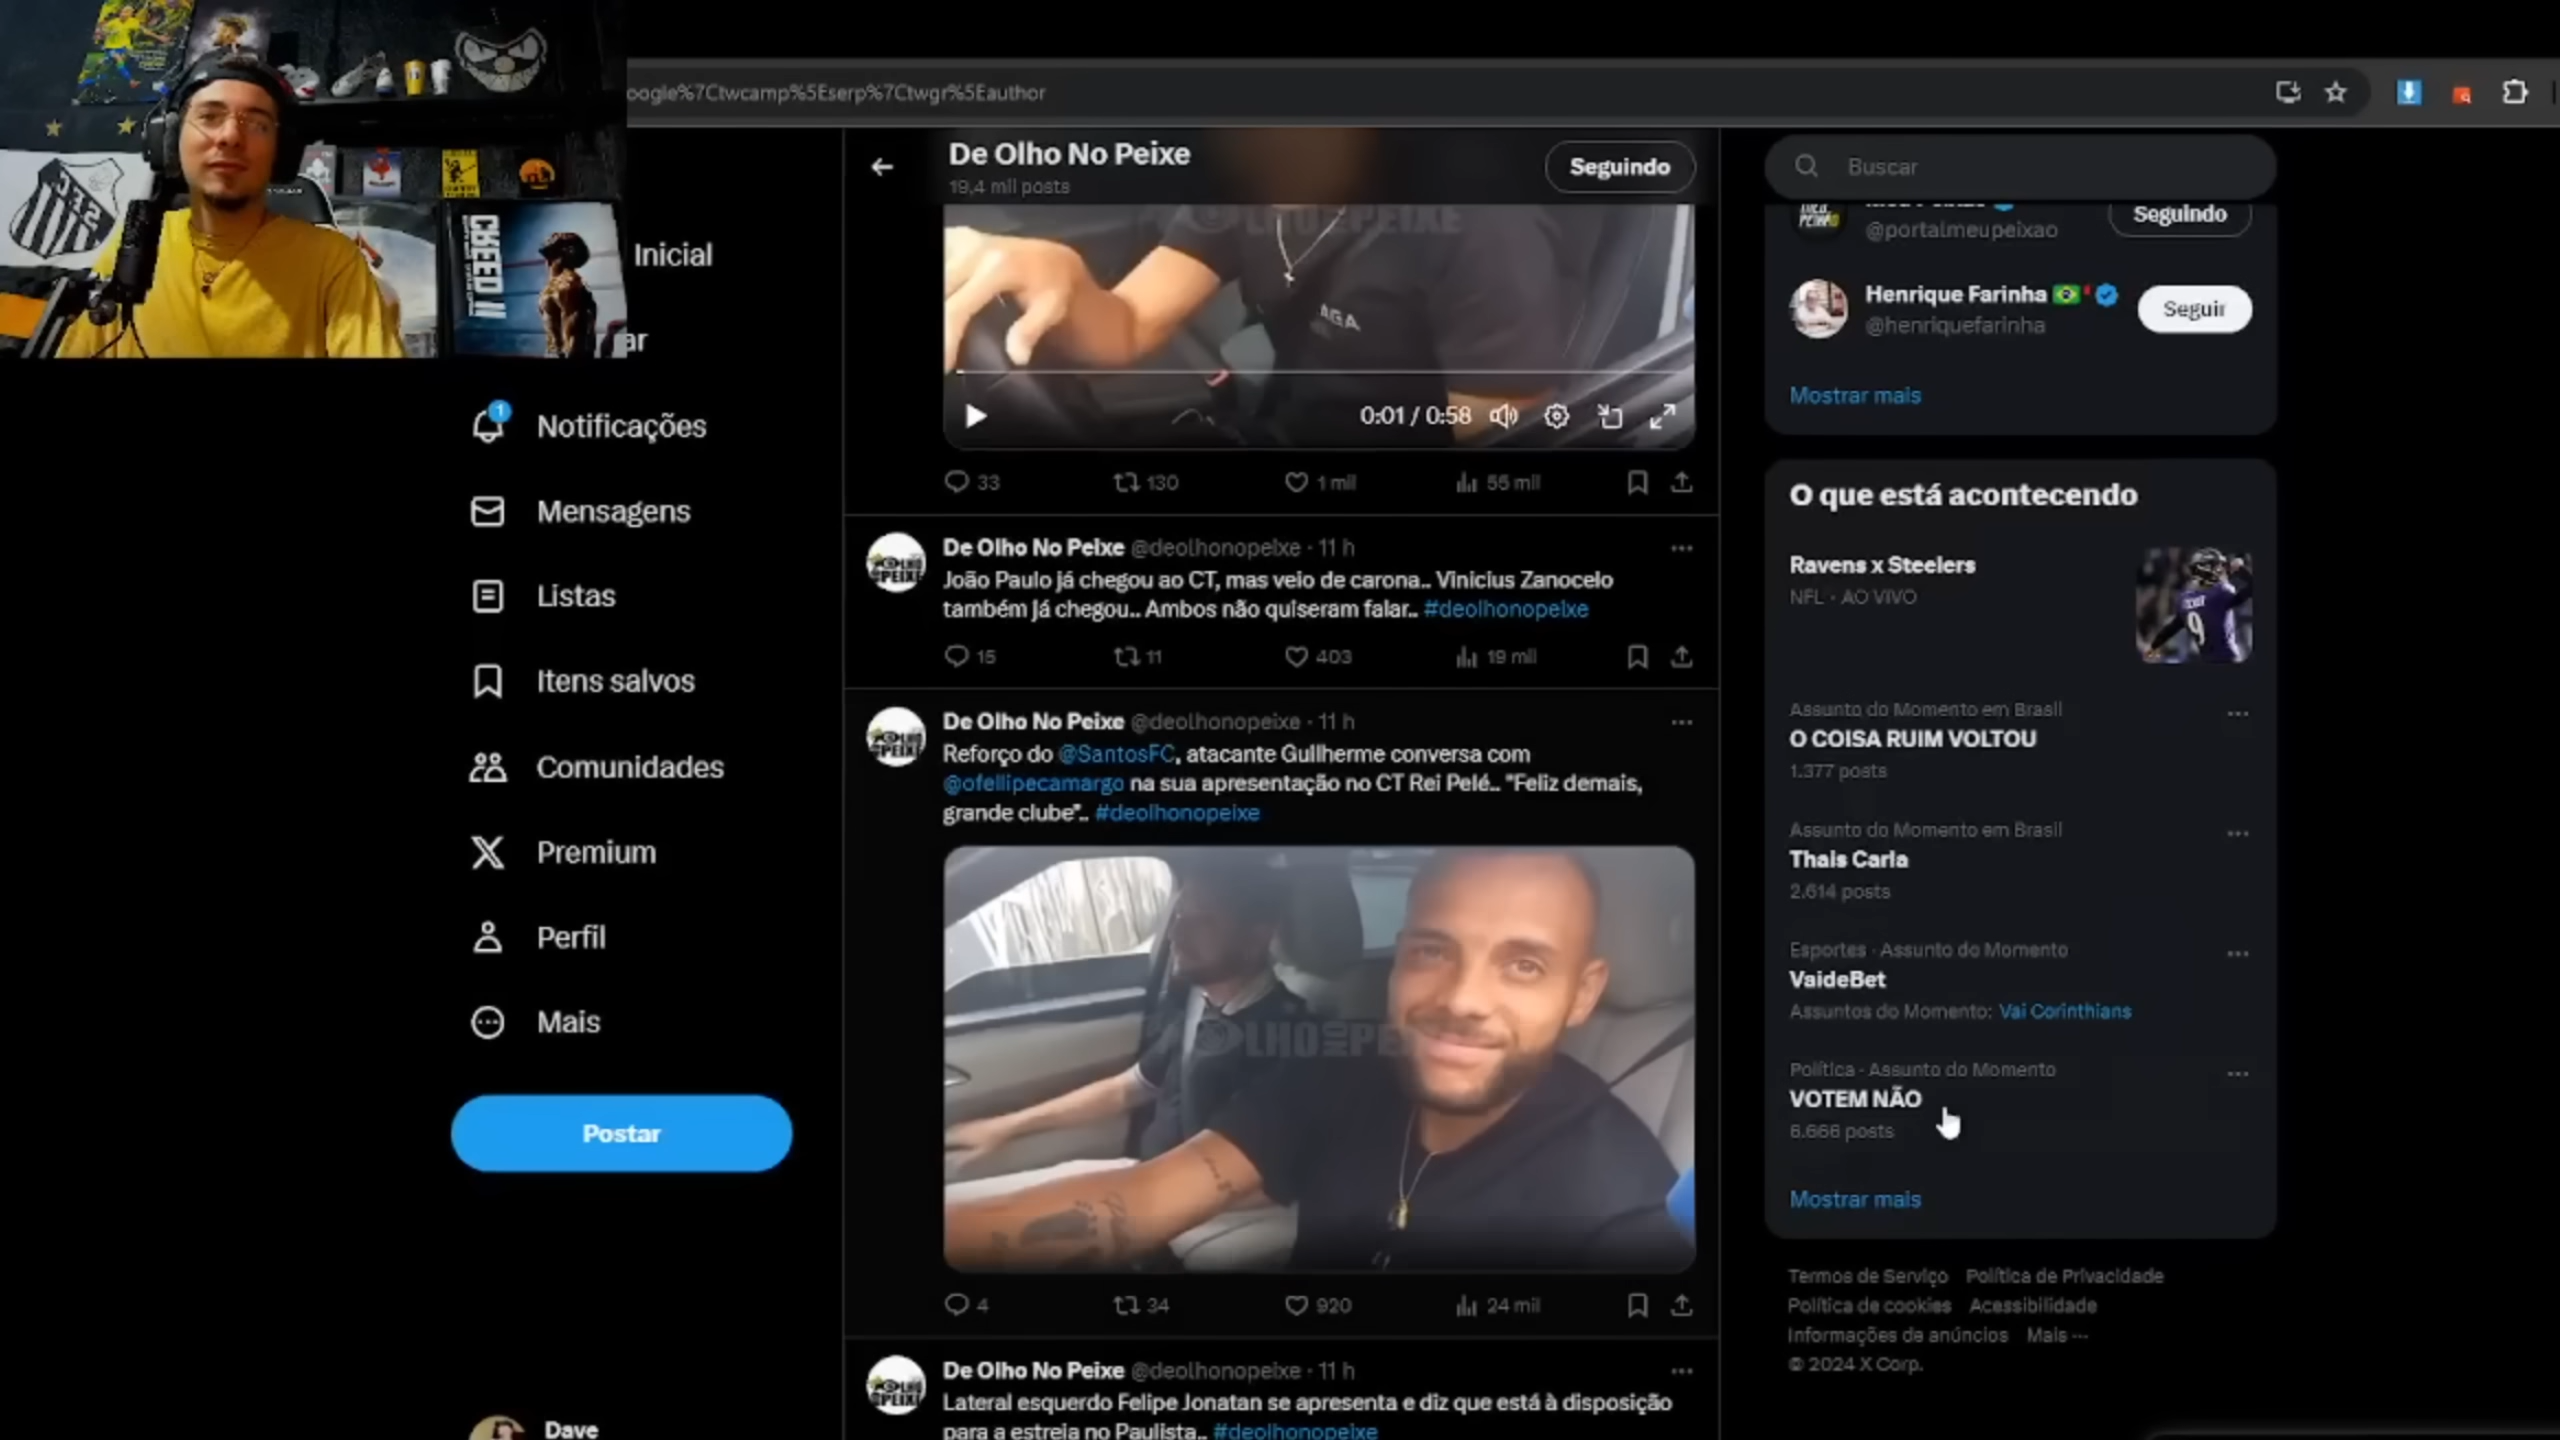 oogle%7Ctwcamp%5Eserp%7Ctwgr%5Eauthor
CREED II
Inicial
ar
1
Notificações
Mensagens
Listas
Itens salvos
Comunidades
Premium
Perfil
Mais
Postar
Dave
De Olho No Peixe
19,4 mil posts
Seguindo
AGA
0:01 / 0:58
33
130
1 mil
55 mil
De Olho No Peixe @deolhonopeixe · 11 h
João Paulo já chegou ao CT, mas veio de carona.. Vinicius Zanocelo
também já chegou.. Ambos não quiseram falar.. #deolhonopeixe
15
11
403
19 mil
De Olho No Peixe @deolhonopeixe · 11 h
Reforço do @SantosFC, atacante Guilherme conversa com
@ofellipecamargo na sua apresentação no CT Rei Pelé.. "Feliz demais,
grande clube".. #deolhonopeixe
4
34
920
24 mil
De Olho No Peixe @deolhonopeixe · 11 h
Lateral esquerdo Felipe Jonatan se apresenta e diz que está à disposição
para a estreia no Paulista.. #deolhonopeixe
Buscar
@portalmeupeixao
Seguindo
Henrique Farinha
@henriquefarinha
Seguir
Mostrar mais
O que está acontecendo
Ravens x Steelers
NFL · AO VIVO
Assunto do Momento em Brasil
O COISA RUIM VOLTOU
1.377 posts
Assunto do Momento em Brasil
Thais Carla
2.614 posts
Esportes · Assunto do Momento
VaideBet
Assuntos do Momento: Vai Corinthians
Política · Assunto do Momento
VOTEM NÃO
6.666 posts
Mostrar mais
Termos de Serviço Política de Privacidade
Política de cookies Acessibilidade
Informações de anúncios Mais ···
© 2024 X Corp.